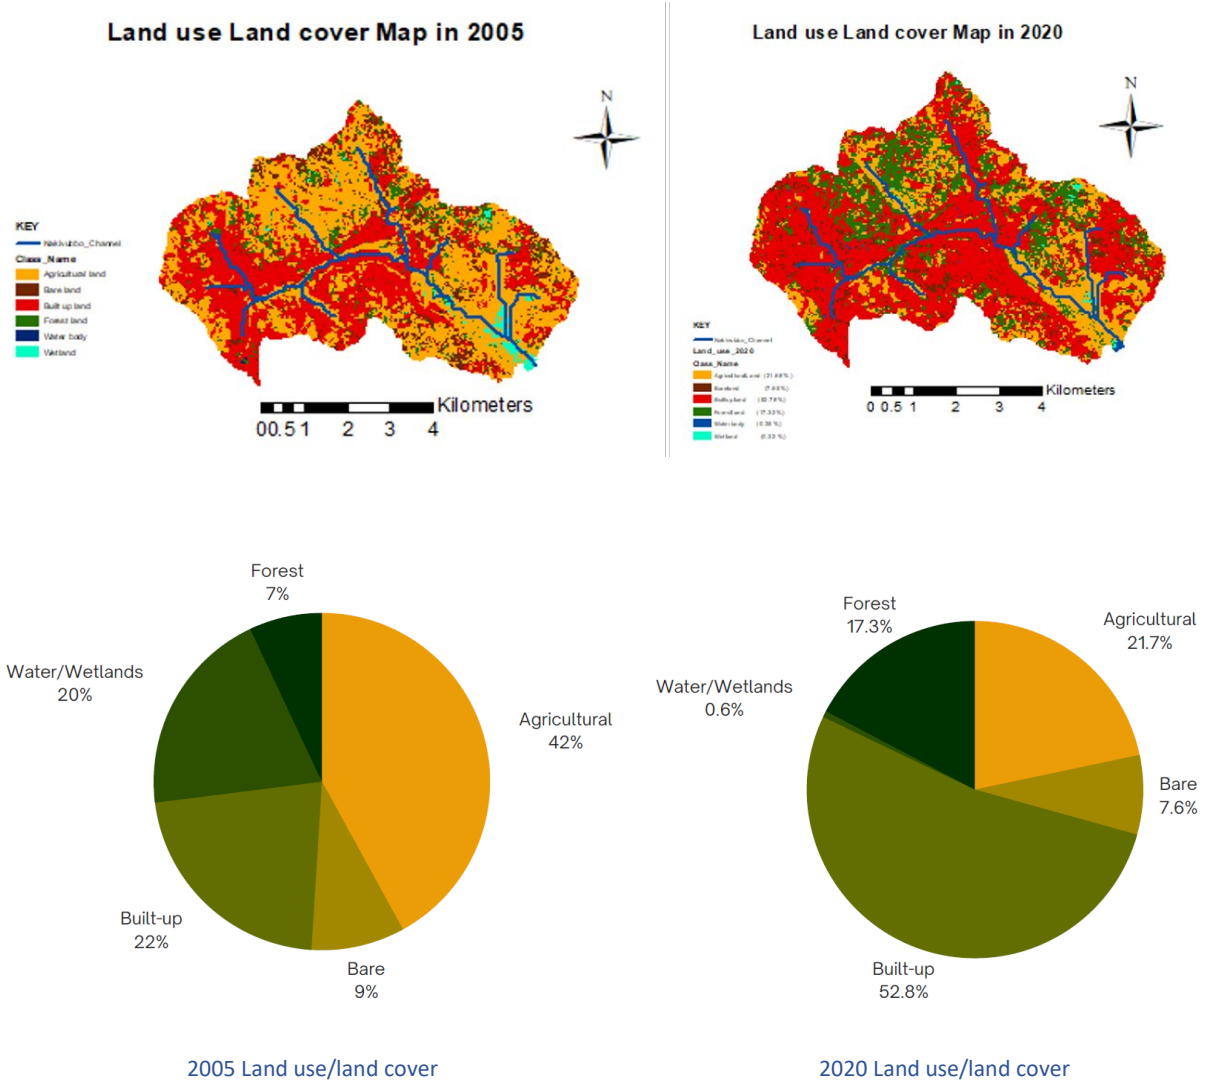 Land use Land cover Map in 2005
N
KEY
Nakivubbo_Channel
Class_Name
Agricultural land
Bare land
Built up land
Forest land
Water body
Wetland
Kilometers
00.5 1 2 3 4
Land use Land cover Map in 2020
N
KEY
Nakivubbo_Channel
Land_use_2020
Class_Name
Kilometers
0 0.5 1 2 3 4
Forest
7%
Water/Wetlands
20%
Agricultural
42%
Built-up
22%
Bare
9%
2005 Land use/land cover
Forest
17.3%
Agricultural
21.7%
Water/Wetlands
0.6%
Bare
7.6%
Built-up
52.8%
2020 Land use/land cover